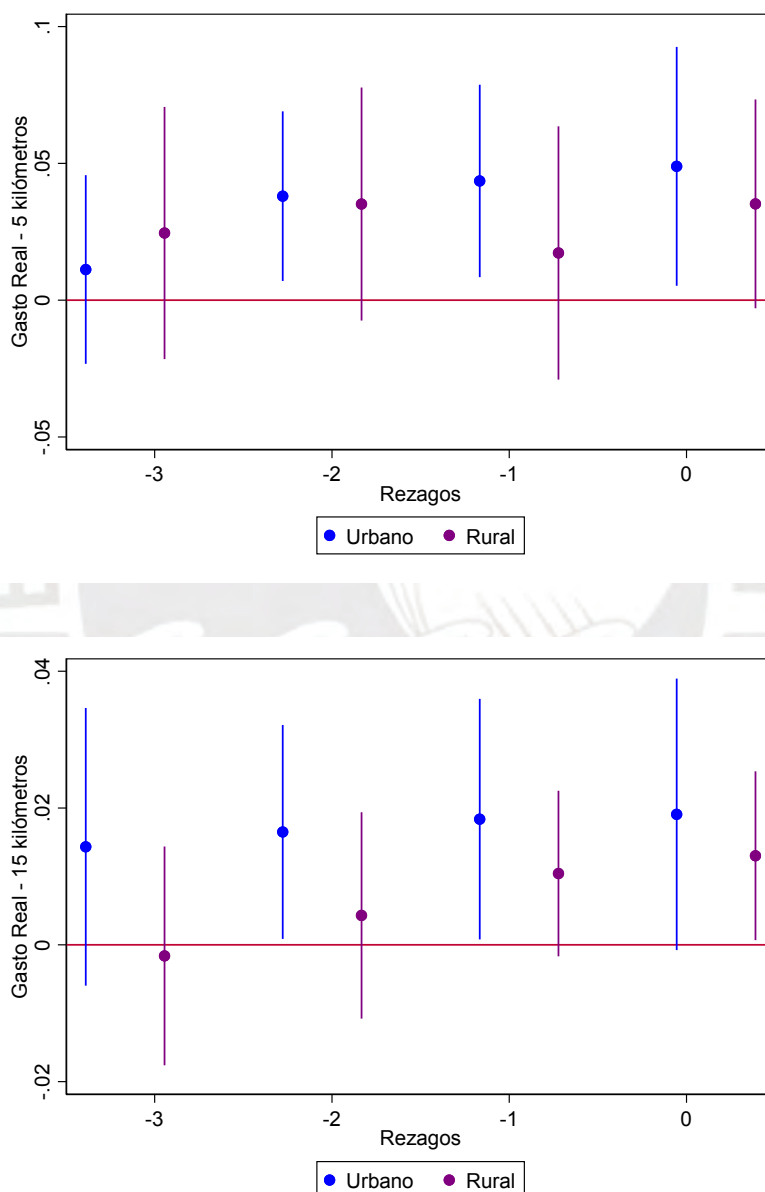 .1
.05
0
-.05
Gasto Real - 5 kilómetros
-3 -2 -1 0
Rezagos
Urbano Rural
.04
.02
0
-.02
Gasto Real - 15 kilómetros
-3 -2 -1 0
Rezagos
Urbano Rural